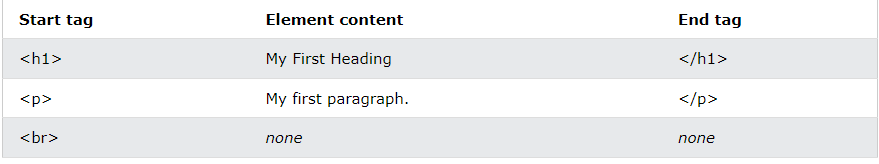 Start tag Element content End tag
<h1> My First Heading </h1>
<p> My first paragraph. </p>
<br> none none